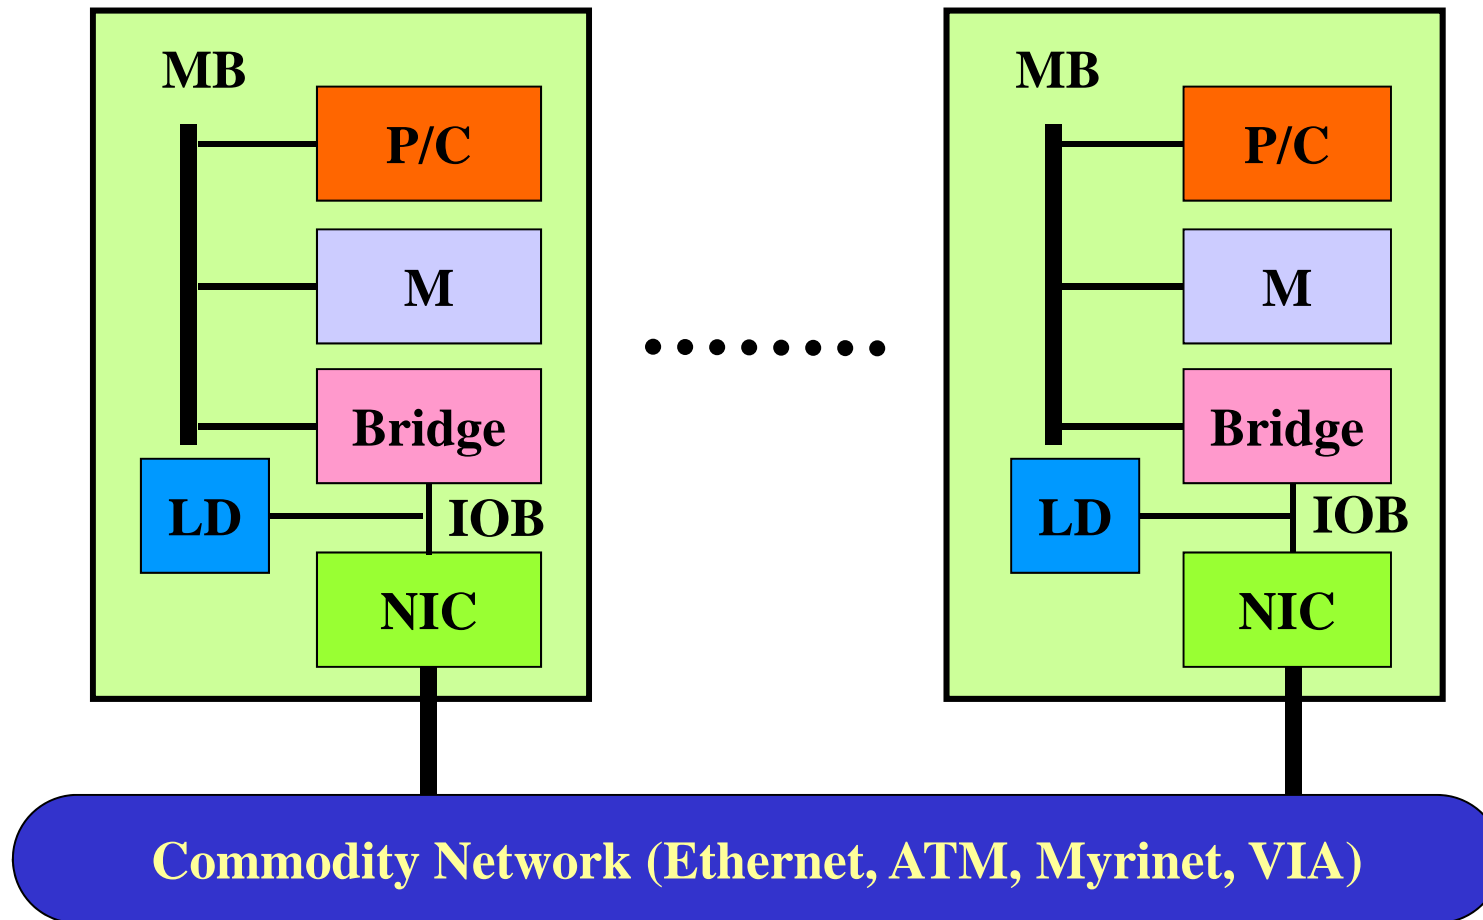 MB
P/C
M
Bridge
LD
IOB
NIC
MB
P/C
M
Bridge
LD
IOB
NIC
Commodity Network (Ethernet, ATM, Myrinet, VIA)